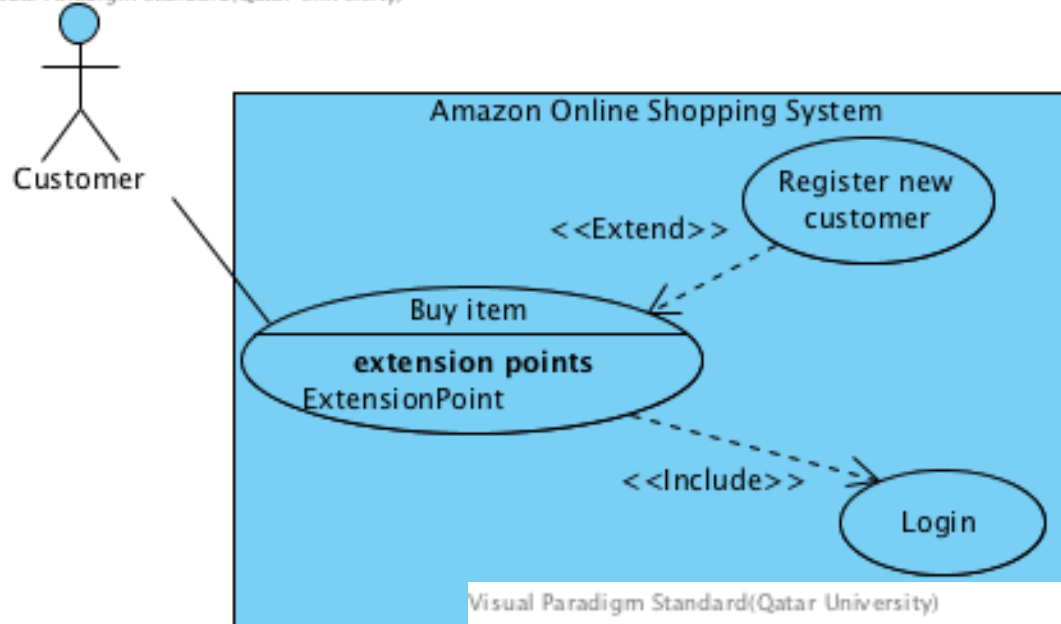 Customer
Amazon Online Shopping System
Register new
customer
<<Extend>>
Buy item
extension points
ExtensionPoint
<<Include>>
Login
Visual Paradigm Standard(Qatar University)